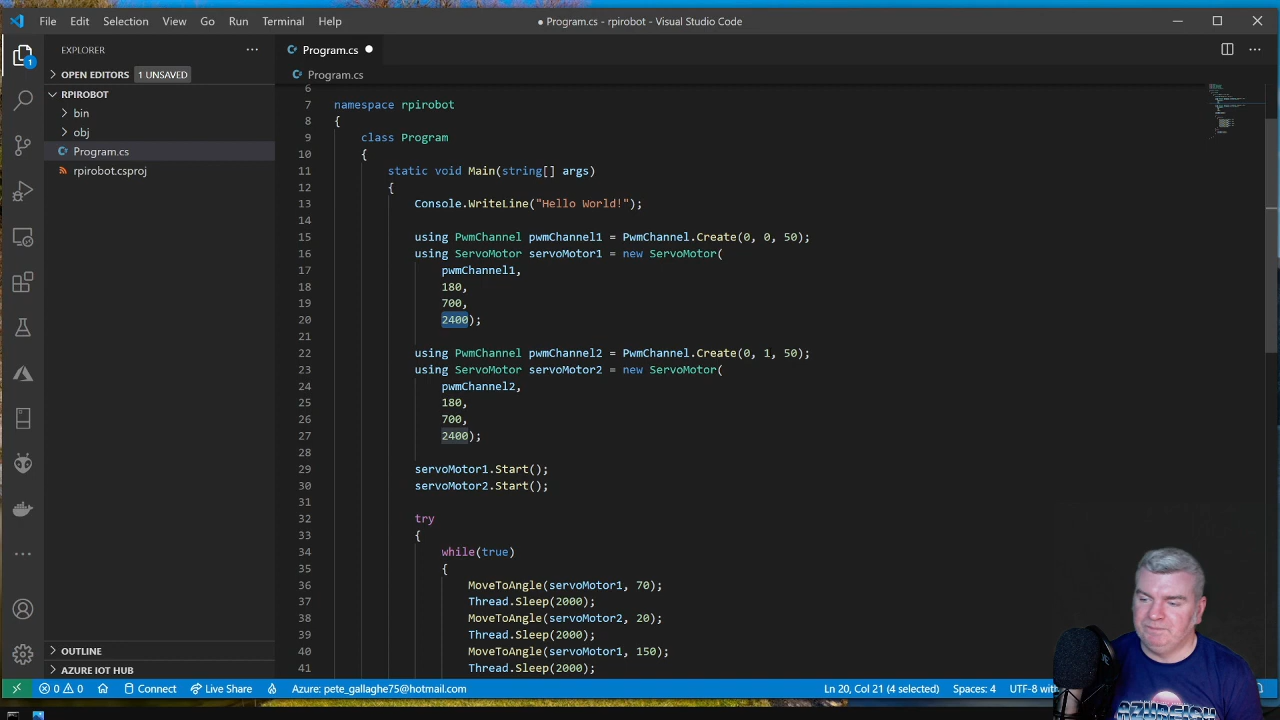 File Edit Selection View Go Run Terminal Help
● Program.cs - rpirobot - Visual Studio Code
EXPLORER
Program.cs
1
OPEN EDITORS 1 UNSAVED
Program.cs
RPIROBOT
bin
obj
Program.cs
rpirobot.csproj
6
7 namespace rpirobot
8 {
9 class Program
10 {
11 static void Main(string[] args)
12 {
13 Console.WriteLine("Hello World!");
14
15 using PwmChannel pwmChannel1 = PwmChannel.Create(0, 0, 50);
16 using ServoMotor servoMotor1 = new ServoMotor(
17 pwmChannel1,
18 180,
19 700,
20 2400);
21
22 using PwmChannel pwmChannel2 = PwmChannel.Create(0, 1, 50);
23 using ServoMotor servoMotor2 = new ServoMotor(
24 pwmChannel2,
25 180,
26 700,
27 2400);
28
29 servoMotor1.Start();
30 servoMotor2.Start();
31
32 try
33 {
34 while(true)
35 {
36 MoveToAngle(servoMotor1, 70);
37 Thread.Sleep(2000);
38 MoveToAngle(servoMotor2, 20);
39 Thread.Sleep(2000);
40 MoveToAngle(servoMotor1, 150);
41 Thread.Sleep(2000);
OUTLINE
AZURE IOT HUB
0 0 Connect Live Share Azure: pete_gallaghe75@hotmail.com Ln 20, Col 21 (4 selected) Spaces: 4 UTF-8 with